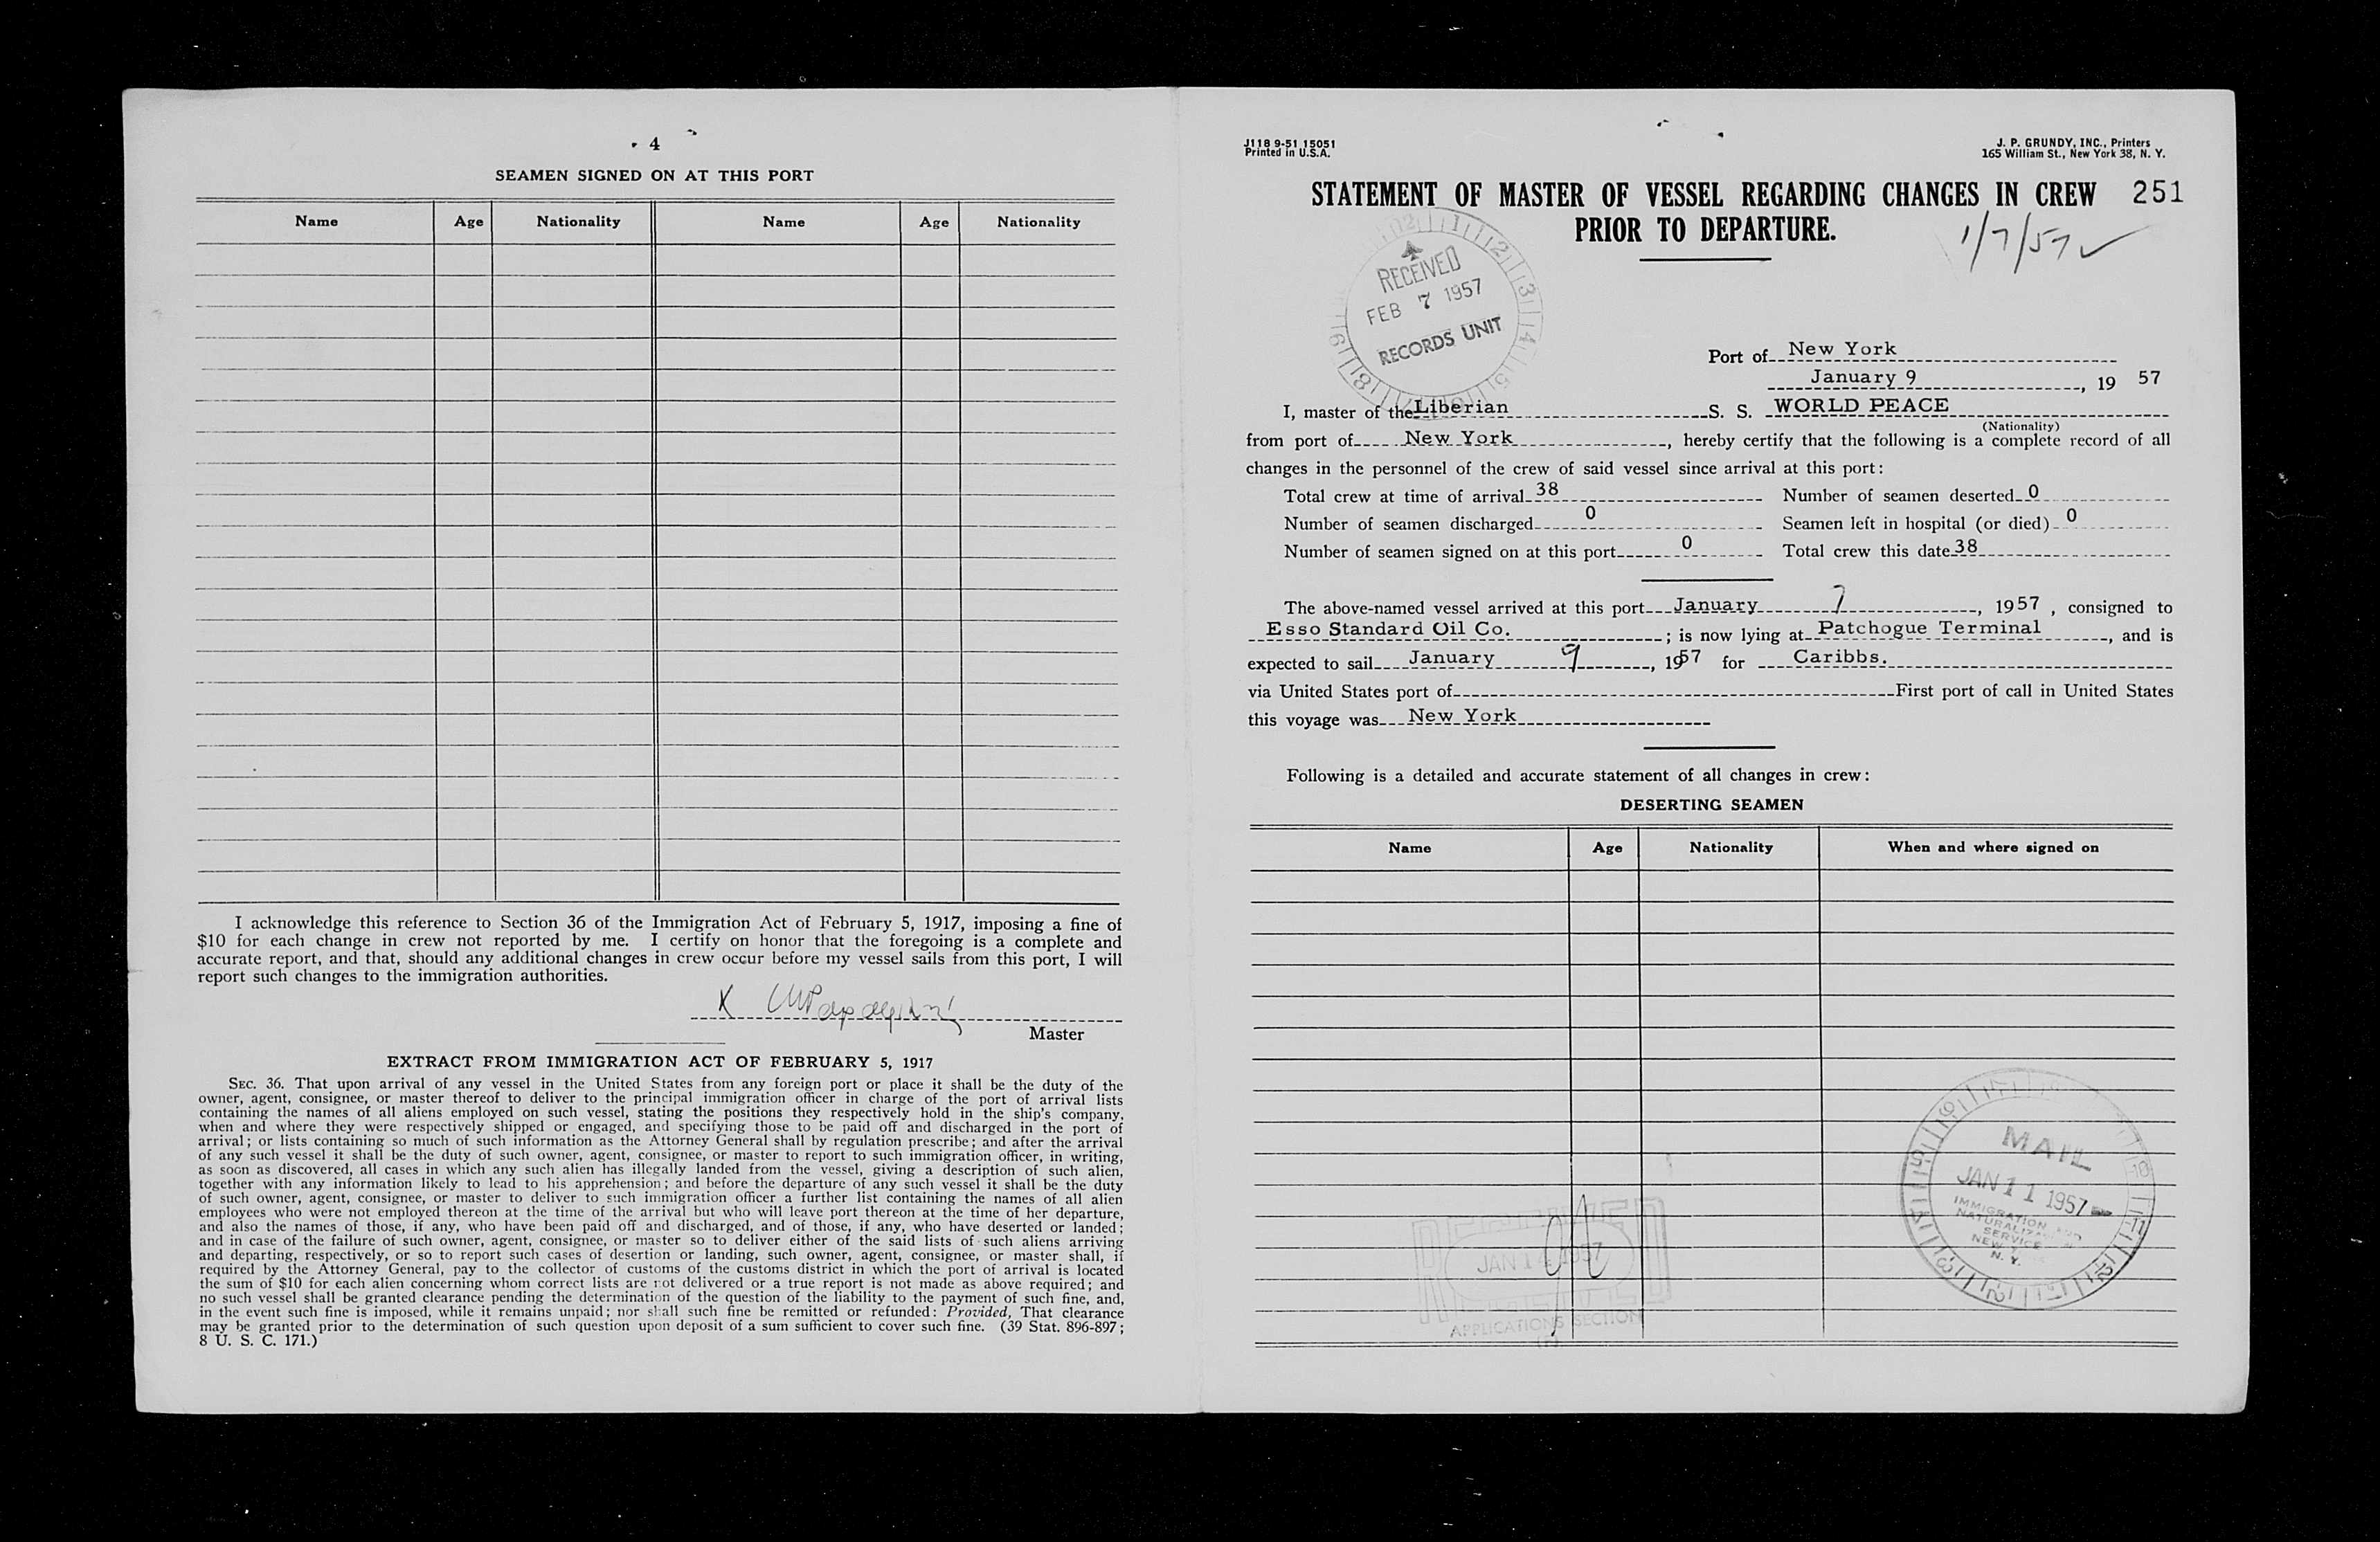 4
SEAMEN SIGNED ON AT THIS PORT
Name Age Nationality Name Age Nationality
I acknowledge this reference to Section 36 of the Immigration Act of February 5, 1917, imposing a fine of
$10 for each change in crew not reported by me. I certify on honor that the foregoing is a complete and
accurate report, and that, should any additional changes in crew occur before my vessel sails from this port, I will
report such changes to the immigration authorities.
X
Master
EXTRACT FROM IMMIGRATION ACT OF FEBRUARY 5, 1917
SEC. 36. That upon arrival of any vessel in the United States from any foreign port or place it shall be the duty of the
owner, agent, consignee, or master thereof to deliver to the principal immigration officer in charge of the port of arrival lists
containing the names of all aliens employed on such vessel, stating the positions they respectively hold in the ship's company,
when and where they were respectively shipped or engaged, and specifying those to be paid off and discharged in the port of
arrival; or lists containing so much of such information as the Attorney General shall by regulation prescribe; and after the arrival
of any such vessel it shall be the duty of such owner, agent, consignee, or master to report to such immigration officer, in writing,
as soon as discovered, all cases in which any such alien has illegally landed from the vessel, giving a description of such alien,
together with any information likely to lead to his apprehension; and before the departure of any such vessel it shall be the duty
of such owner, agent, consignee, or master to deliver to such immigration officer a further list containing the names of all alien
employees who were not employed thereon at the time of the arrival but who will leave port thereon at the time of her departure,
and also the names of those, if any, who have been paid off and discharged, and of those, if any, who have deserted or landed;
and in case of the failure of such owner, agent, consignee, or master so to deliver either of the said lists of such aliens arriving
and departing, respectively, or so to report such cases of desertion or landing, such owner, agent, consignee, or master shall, if
required by the Attorney General, pay to the collector of customs of the customs district in which the port of arrival is located
the sum of $10 for each alien concerning whom correct lists are not delivered or a true report is not made as above required; and
no such vessel shall be granted clearance pending the determination of the question of the liability to the payment of such fine, and,
in the event such fine is imposed, while it remains unpaid; nor shall such fine be remitted or refunded: Provided, That clearance
may be granted prior to the determination of such question upon deposit of a sum sufficient to cover such fine. (39 Stat. 896-897;
8 U. S. C. 171.)
J118 9-51 15051
Printed in U.S.A.
J. P. GRUNDY, INC., Printers
165 William St., New York 38, N. Y.
STATEMENT OF MASTER OF VESSEL REGARDING CHANGES IN CREW 251
PRIOR TO DEPARTURE.
1/7/57
RECEIVED
FEB 7 1957
RECORDS UNIT
Port of New York
January 9, 19 57
I, master of the Liberian S. S. WORLD PEACE
(Nationality)
from port of New York, hereby certify that the following is a complete record of all
changes in the personnel of the crew of said vessel since arrival at this port:
Total crew at time of arrival 38 Number of seamen deserted 0
Number of seamen discharged 0 Seamen left in hospital (or died) 0
Number of seamen signed on at this port 0 Total crew this date 38
The above-named vessel arrived at this port January 7, 1957, consigned to
Esso Standard Oil Co.; is now lying at Patchogue Terminal, and is
expected to sail January 9, 1957 for Caribbs.
via United States port of First port of call in United States
this voyage was New York
Following is a detailed and accurate statement of all changes in crew:
DESERTING SEAMEN
Name Age Nationality When and where signed on
MAIL
JAN 11 1957
IMMIGRATION AND
NATURALIZATION
SERVICE
NEW YORK
N. Y.
RECEIVED
JAN 14 1957
APPLICATIONS SECTION